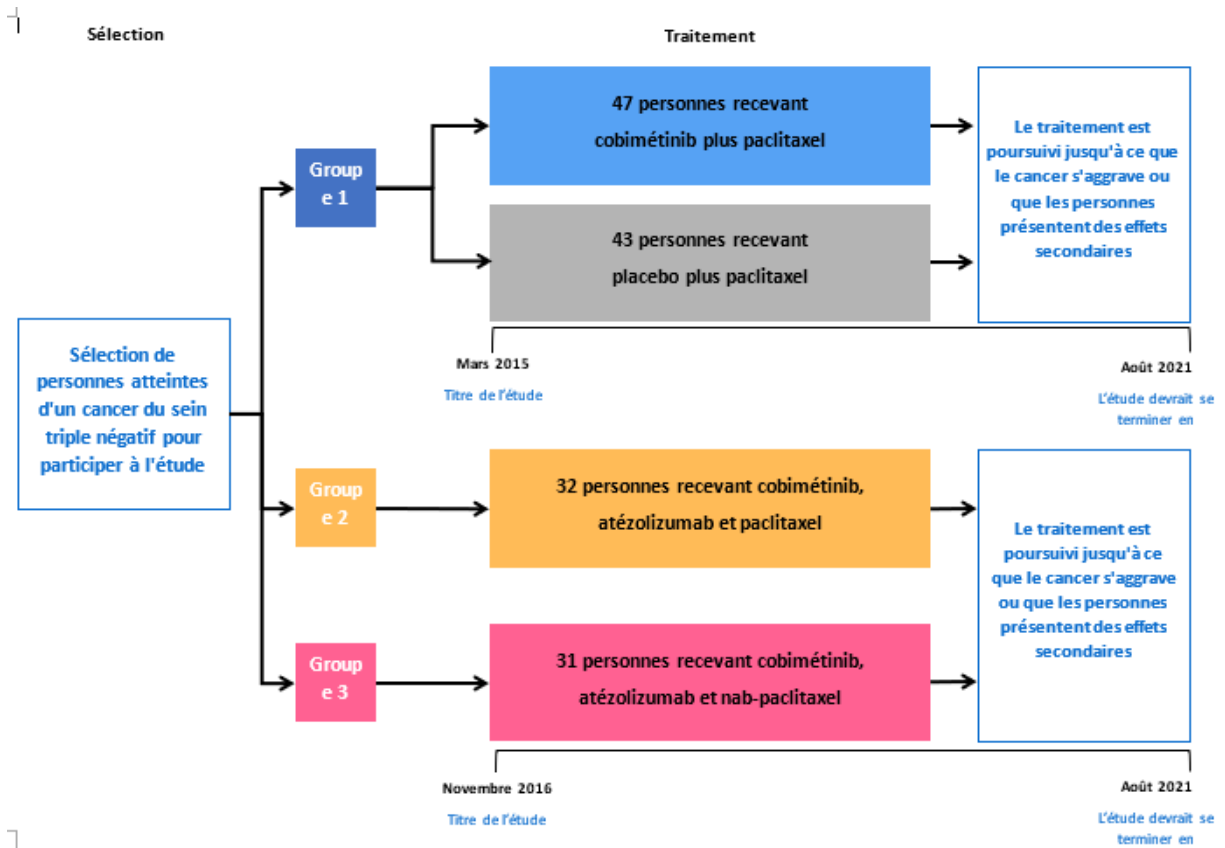 Sélection
Traitement
47 personnes recevant
cobimétinib plus paclitaxel
Le traitement est
poursuivi jusqu'à ce que
le cancer s'aggrave ou
que les personnes
présentent des effets
secondaires
Group
e 1
43 personnes recevant
placebo plus paclitaxel
Mars 2015
Titre de l'étude
Août 2021
L'étude devrait se
terminer en
Sélection de
personnes atteintes
d'un cancer du sein
triple négatif pour
participer à l'étude
Group
e 2
32 personnes recevant cobimétinib,
atézolizumab et paclitaxel
Le traitement est
poursuivi jusqu'à ce
que le cancer s'aggrave
ou que les personnes
présentent des effets
secondaires
Group
e 3
31 personnes recevant cobimétinib,
atézolizumab et nab-paclitaxel
Novembre 2016
Titre de l'étude
Août 2021
L'étude devrait se
terminer en